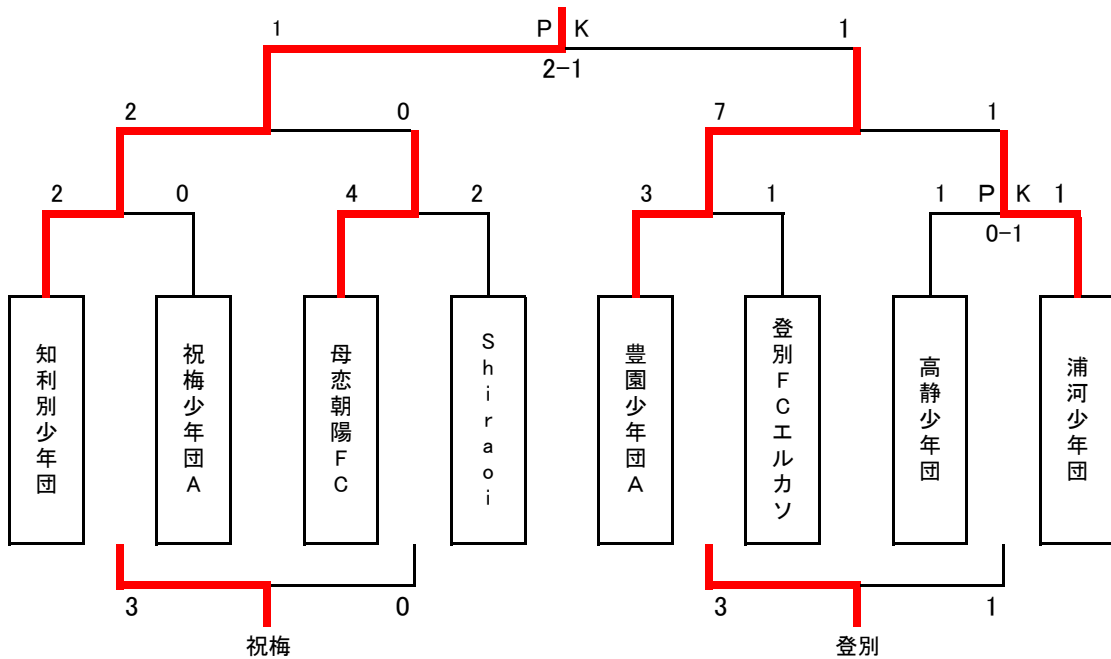 1 PK 1
2-1
2 0 7 1
2 0 4 2 3 1 1 PK 1
0-1
知利別少年団
祝梅少年団A
母恋朝陽FC
Shiraoi
豊園少年団A
登別FCエルカソ
高静少年団
浦河少年団
3 0 3 1
祝梅 登別